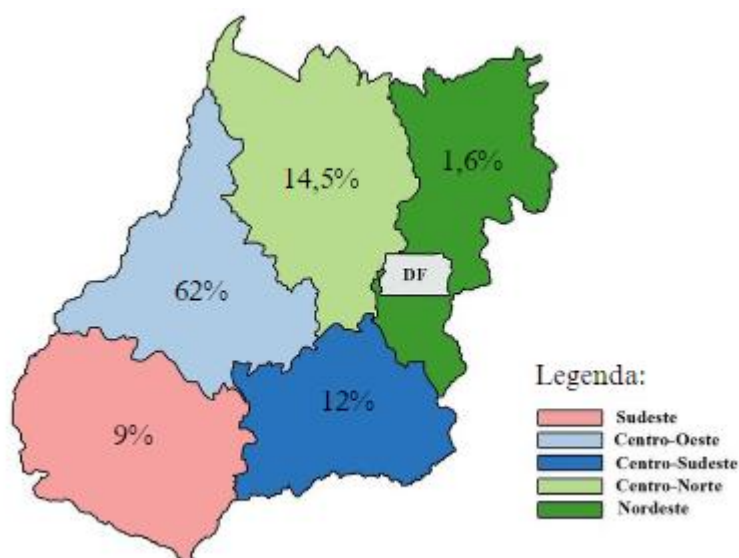 14,5%
1,6%
DF
62%
12%
9%
Legenda:
Sudeste
Centro-Oeste
Centro-Sudeste
Centro-Norte
Nordeste